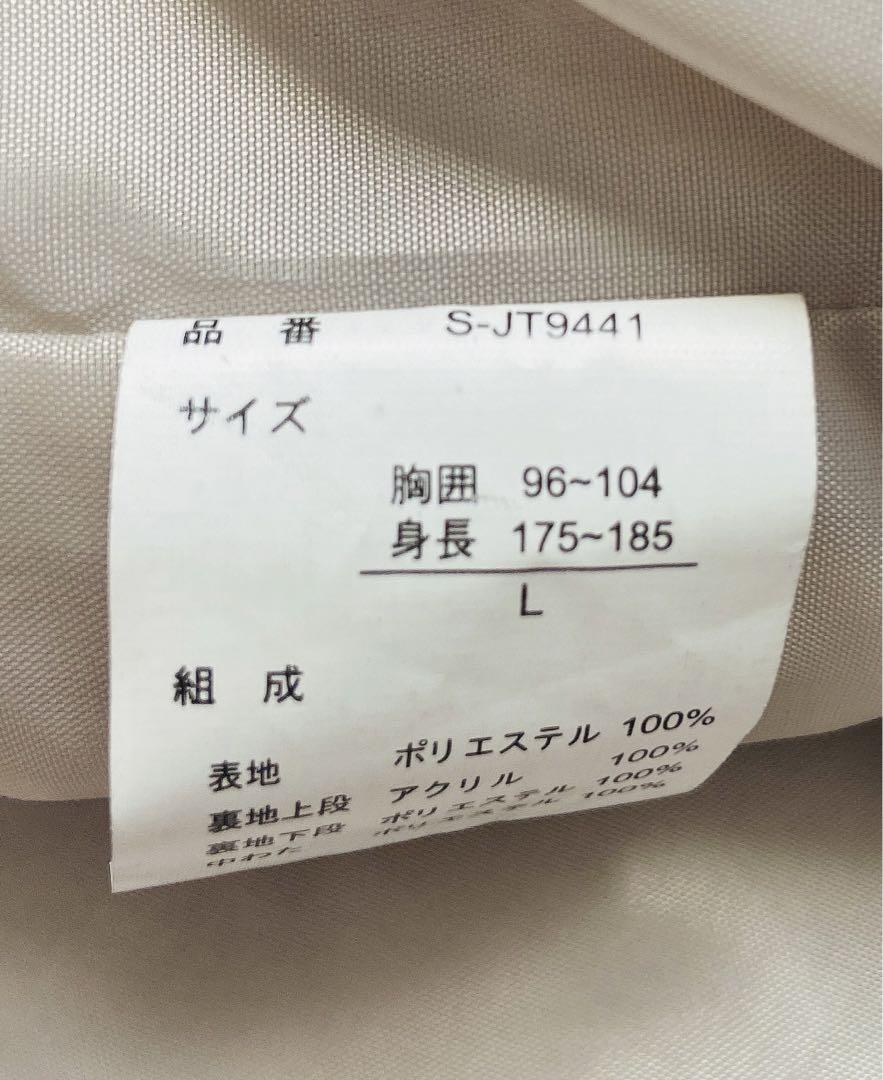 品 番 S-JT9441
サイズ
胸囲 96~104
身長 175~185
L
組 成
表地 ポリエステル 100%
裏地上段 アクリル 100%
裏地下段 ポリエステル 100%
中わた ポリエステル 100%